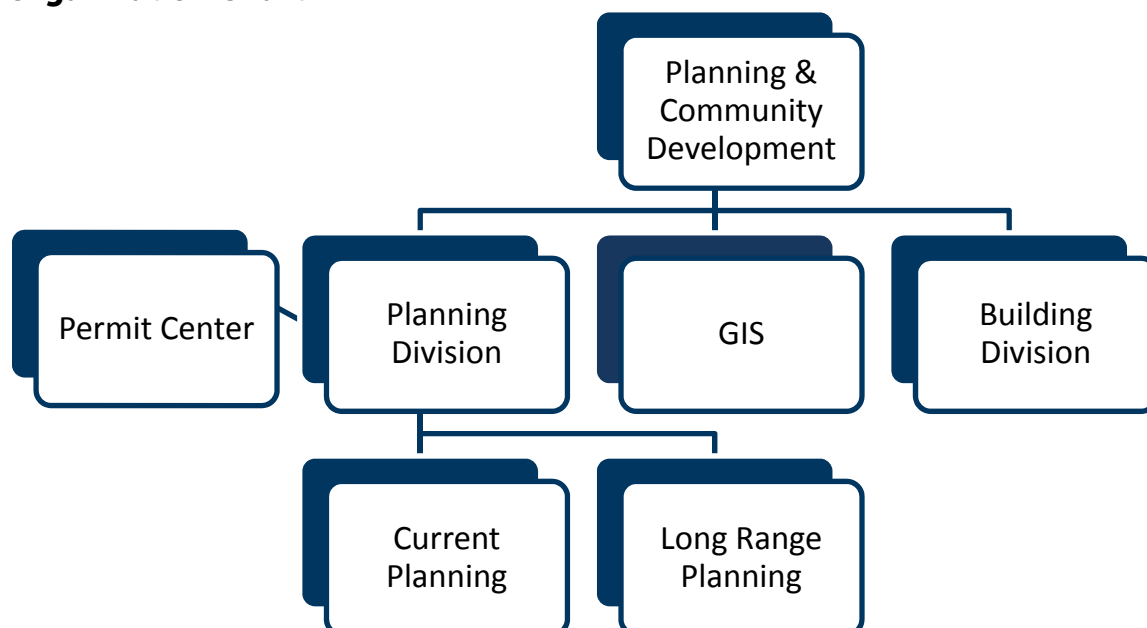 Planning &
Community
Development
Permit Center
Planning
Division
GIS
Building
Division
Current
Planning
Long Range
Planning